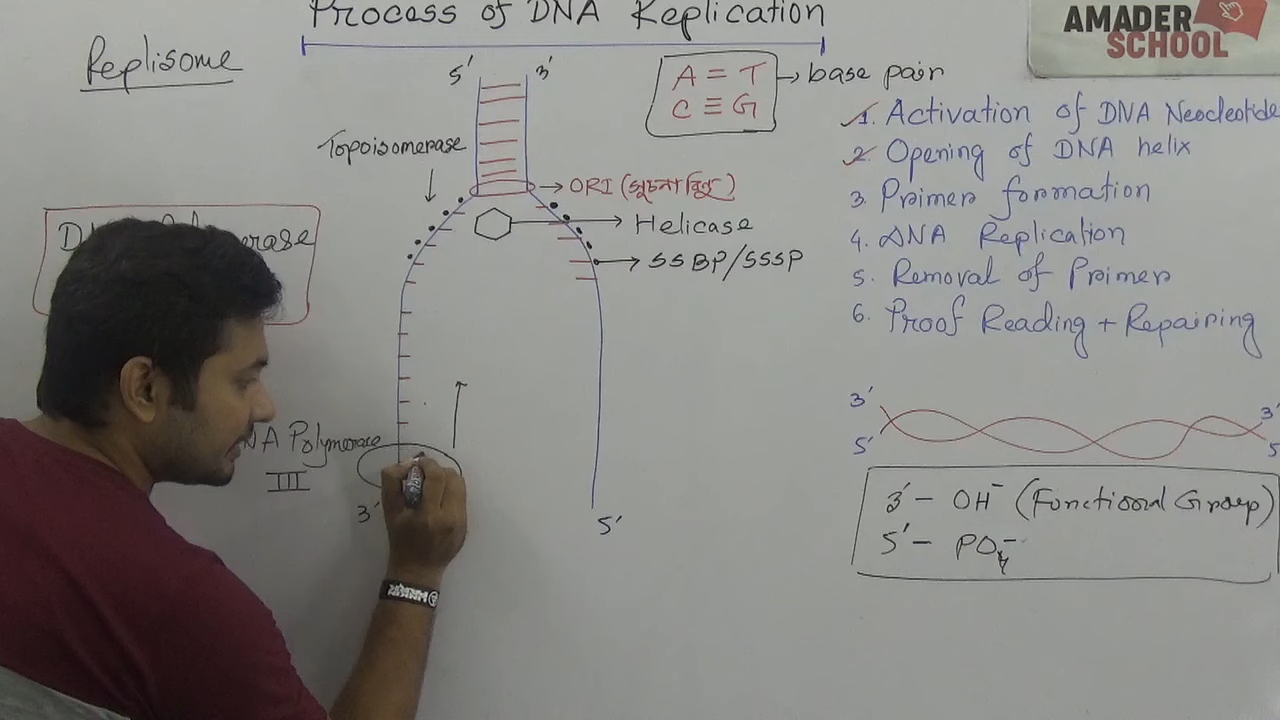 Process of DNA Replication
AMADER
SCHOOL
Replisome
5′ 3′
A = T → base pair
C ≡ G
Topoisomerase
→ ORI (সূচনা বিন্দু)
→ Helicase
→ SSBP/SSSP
1. Activation of DNA Neocleotide
2. Opening of DNA helix
3. Primer formation
4. DNA Replication
5. Removal of Primer
6. Proof Reading + Repairing
NA Polymerase
III
3′
5′
3′ 3′
5′ 5
3′- OH⁻ (Functional Group)
5′- PO₄⁻